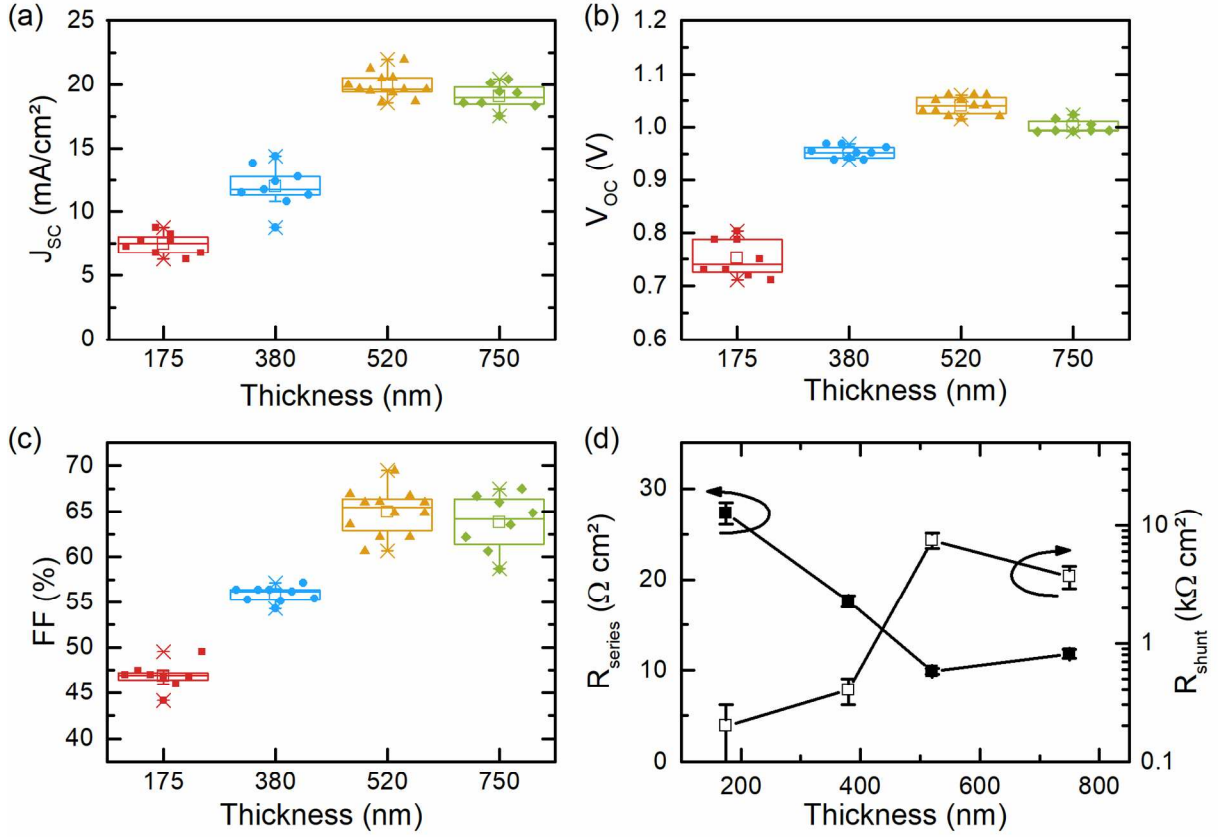 (a)
25
20
15
10
5
0
J_SC (mA/cm²)
175 380 520 750
Thickness (nm)
(b)
1.2
1.1
1.0
0.9
0.8
0.7
0.6
V_OC (V)
175 380 520 750
Thickness (nm)
(c)
70
65
60
55
50
45
40
FF (%)
175 380 520 750
Thickness (nm)
(d)
30
20
10
0
R_series (Ω cm²)
10
1
0.1
R_shunt (kΩ cm²)
200 400 600 800
Thickness (nm)